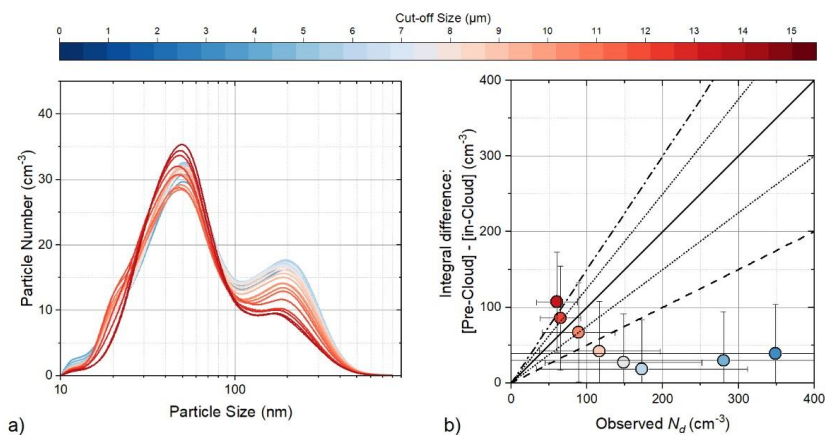 Cut-off Size (µm)
0 1 2 3 4 5 6 7 8 9 10 11 12 13 14 15
40
30
20
10
0
Particle Number (cm⁻³)
10 100
Particle Size (nm)
a)
400
300
200
100
0
Integral difference:
[Pre-Cloud] - [in-Cloud] (cm⁻³)
0 100 200 300 400
Observed N_d (cm⁻³)
b)